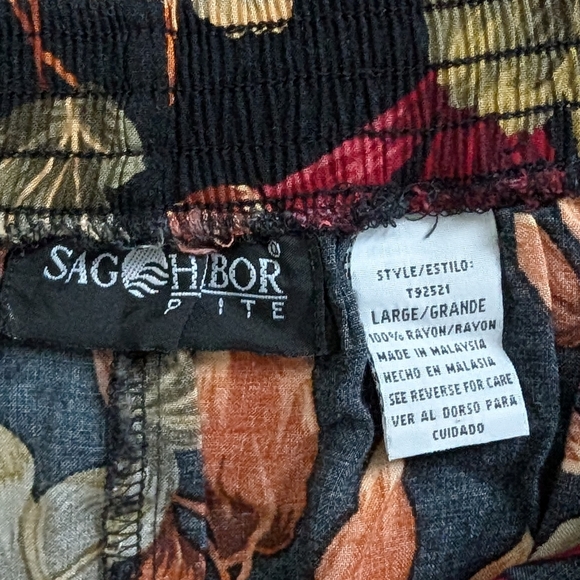 SAG HARBOR®
PETITE
STYLE/ESTILO:
T92521
LARGE/GRANDE
100% RAYON/RAYON
MADE IN MALAYSIA
HECHO EN MALASIA
SEE REVERSE FOR CARE
VER AL DORSO PARA
CUIDADO